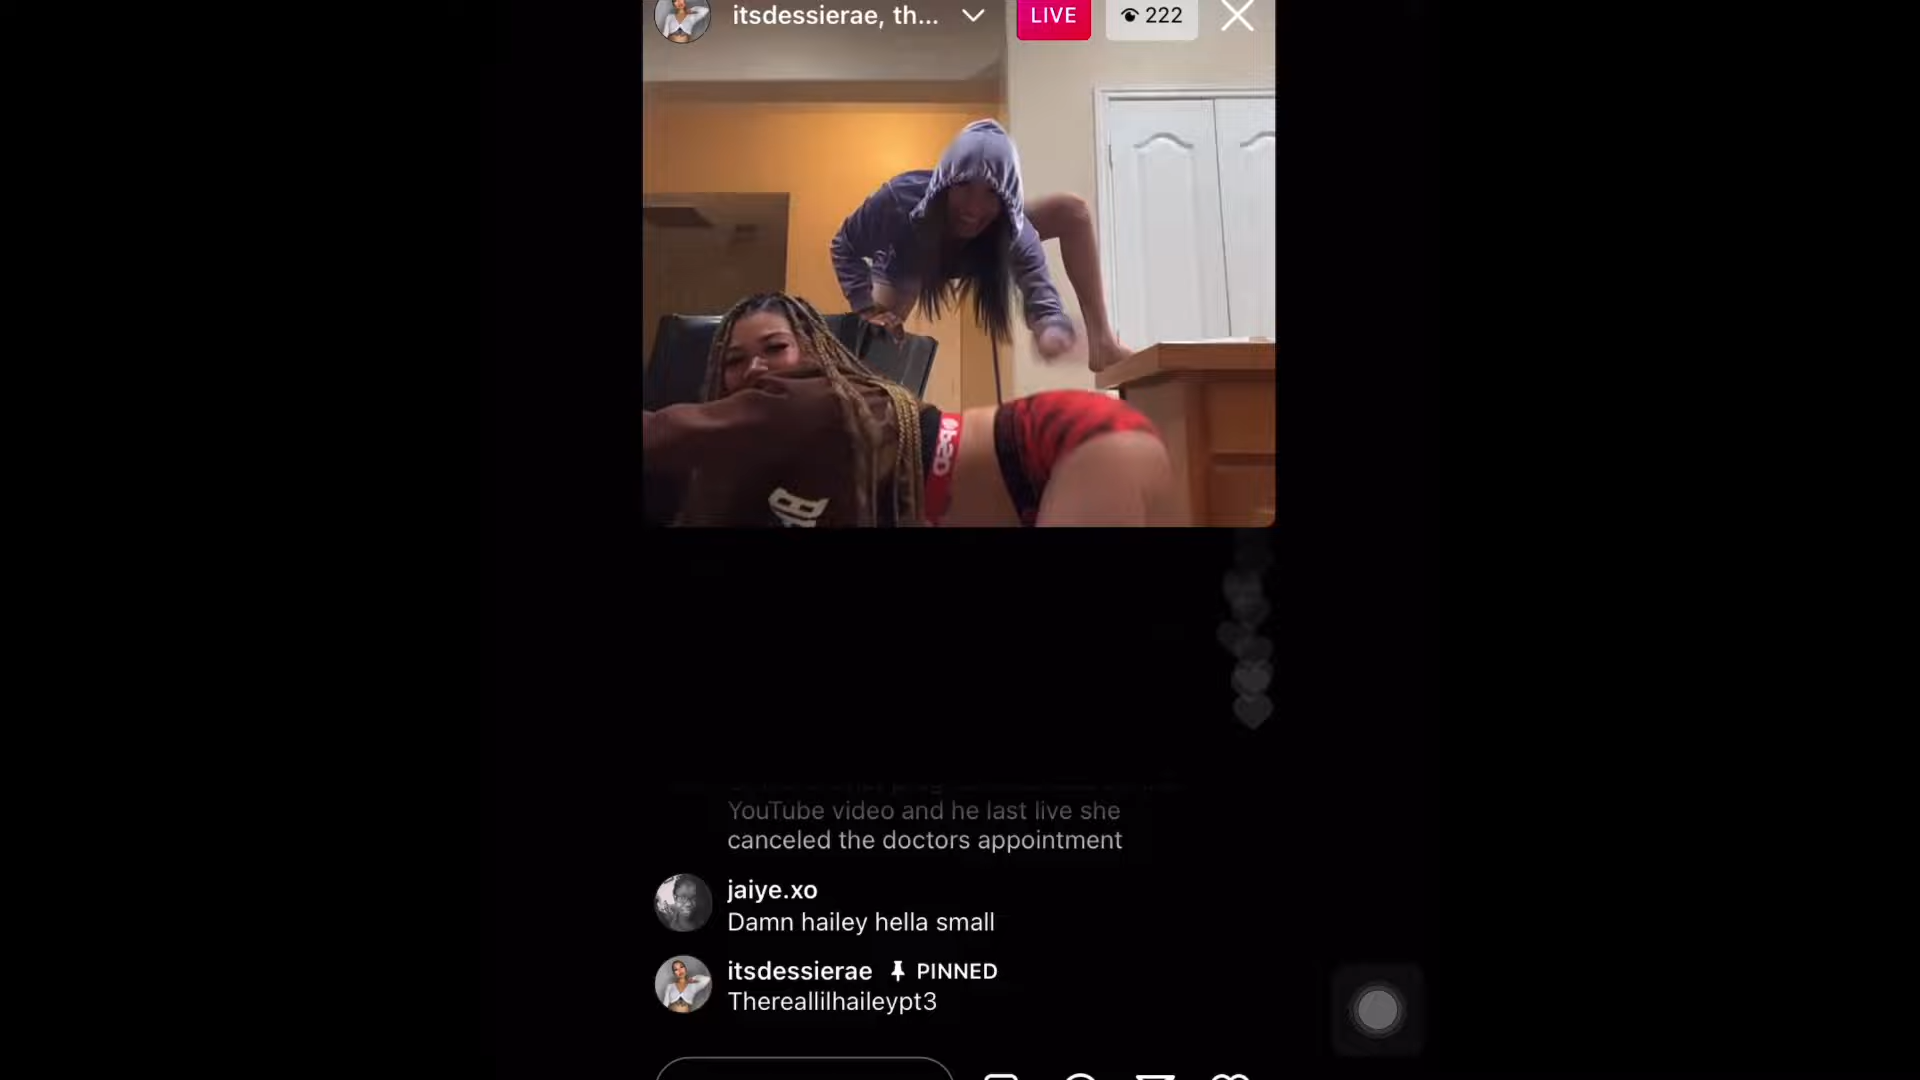 itsdessierae, th...
LIVE
222
YouTube video and he last live she
canceled the doctors appointment
jaiye.xo
Damn hailey hella small
itsdessierae PINNED
Thereallilhaileypt3